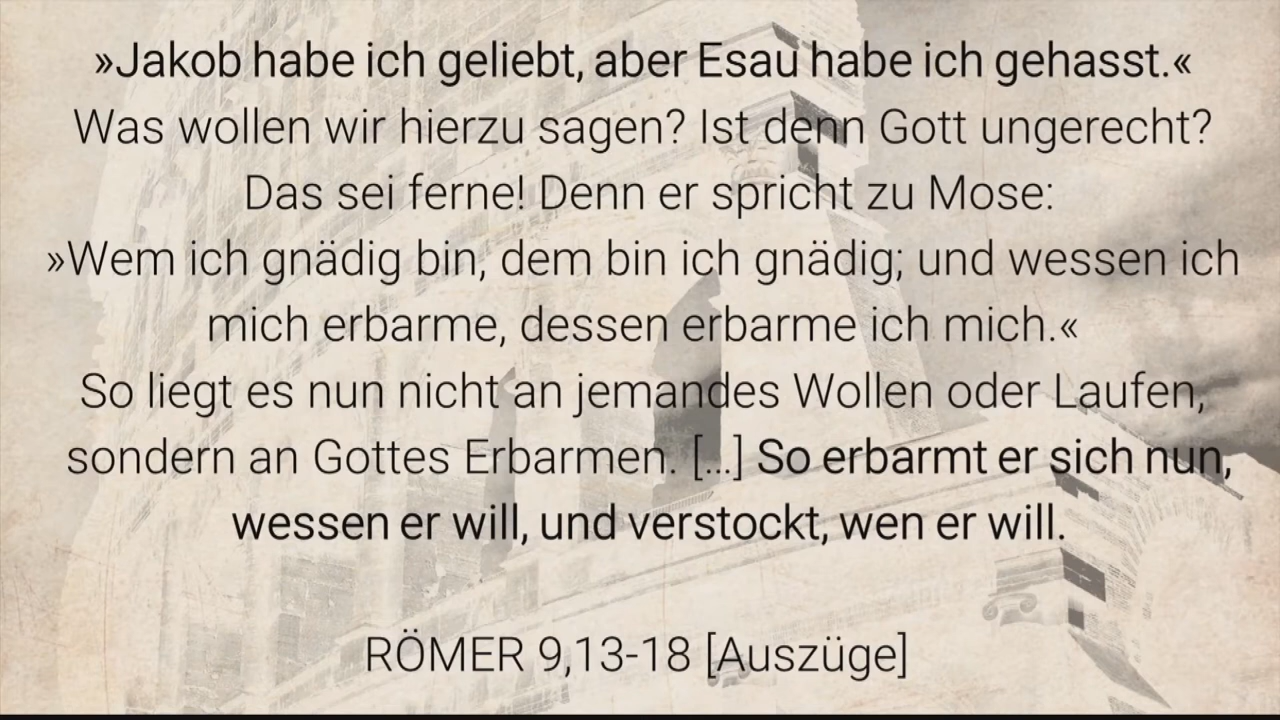 »Jakob habe ich geliebt, aber Esau habe ich gehasst.«
Was wollen wir hierzu sagen? Ist denn Gott ungerecht?
Das sei ferne! Denn er spricht zu Mose:
»Wem ich gnädig bin, dem bin ich gnädig; und wessen ich
mich erbarme, dessen erbarme ich mich.«
So liegt es nun nicht an jemandes Wollen oder Laufen,
sondern an Gottes Erbarmen. [...] So erbarmt er sich nun,
wessen er will, und verstockt, wen er will.
RÖMER 9,13-18 [Auszüge]